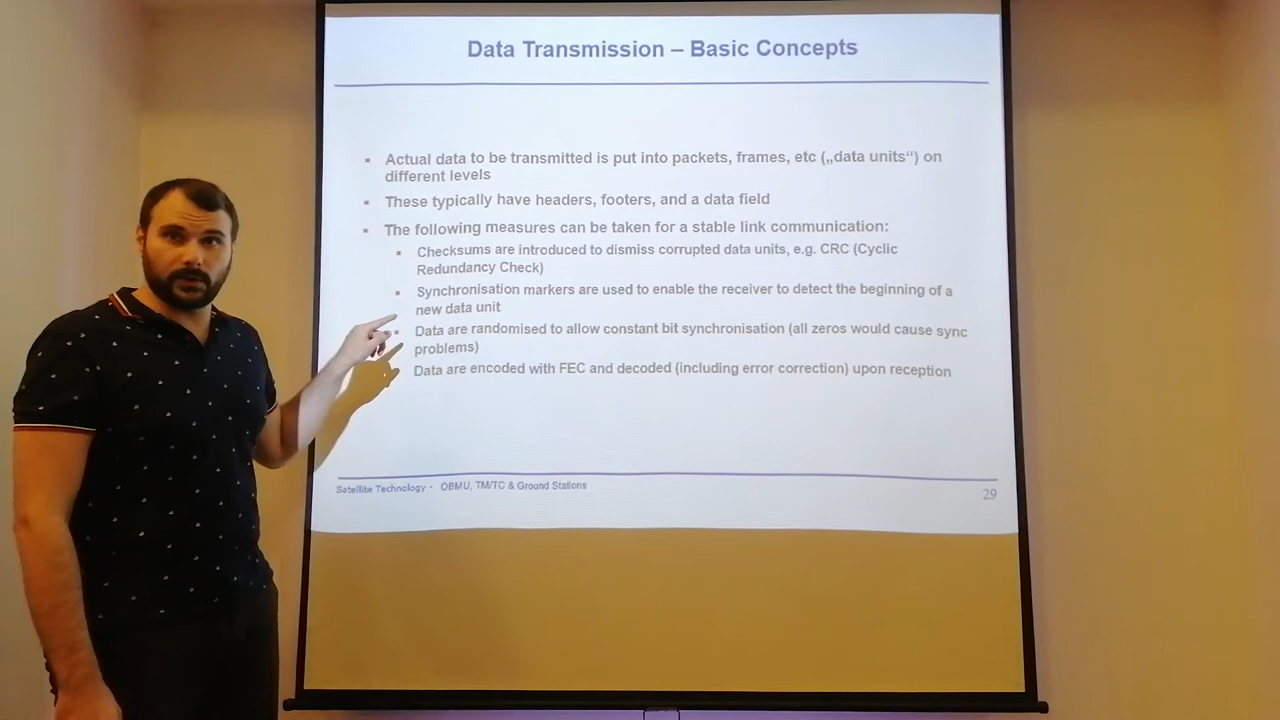 Data Transmission – Basic Concepts
▪ Actual data to be transmitted is put into packets, frames, etc („data units“) on
different levels
▪ These typically have headers, footers, and a data field
▪ The following measures can be taken for a stable link communication:
▪ Checksums are introduced to dismiss corrupted data units, e.g. CRC (Cyclic
Redundancy Check)
▪ Synchronisation markers are used to enable the receiver to detect the beginning of a
new data unit
▪ Data are randomised to allow constant bit synchronisation (all zeros would cause sync
problems)
Data are encoded with FEC and decoded (including error correction) upon reception
Satellite Technology - OBMU, TM/TC & Ground Stations
29